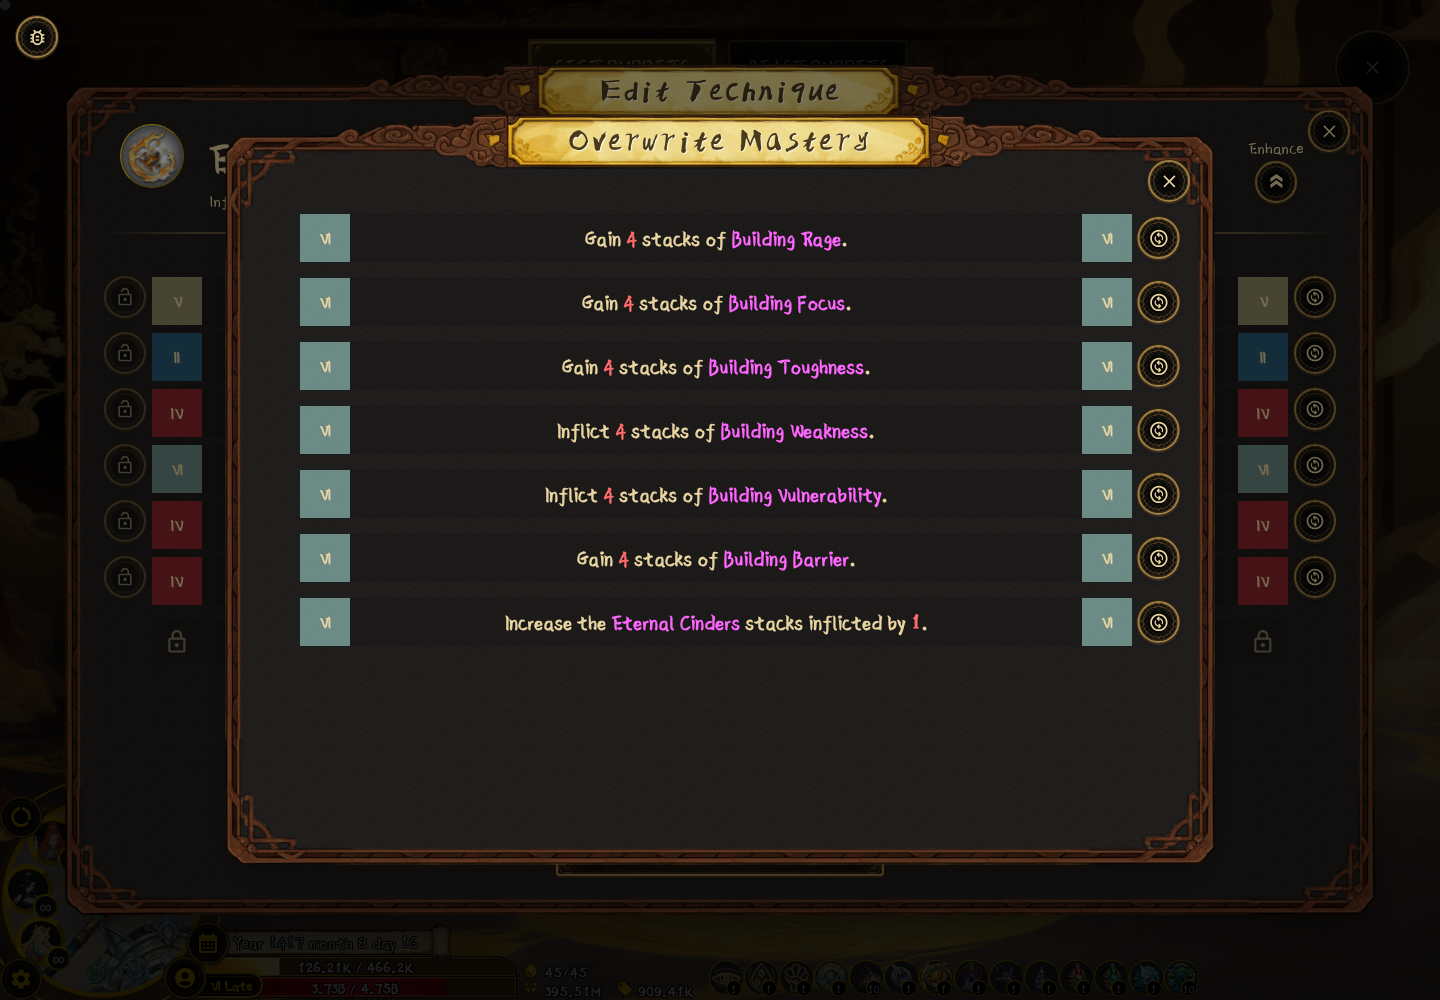 Edit Technique
Overwrite Mastery
Enhance
VI Gain 4 stacks of Building Rage. VI
VI Gain 4 stacks of Building Focus. VI
V V
VI Gain 4 stacks of Building Toughness. VI
II II
VI Inflict 4 stacks of Building Weakness. VI
IV IV
VI Inflict 4 stacks of Building Vulnerability. VI
VI VI
VI Gain 4 stacks of Building Barrier. VI
IV IV
IV IV
VI Increase the Eternal Cinders stacks inflicted by 1. VI
Year 1417 month 8 day 16
126.21K / 466.2K
45/45
VI Late
3.73B / 4.75B
395.51M
909.41K